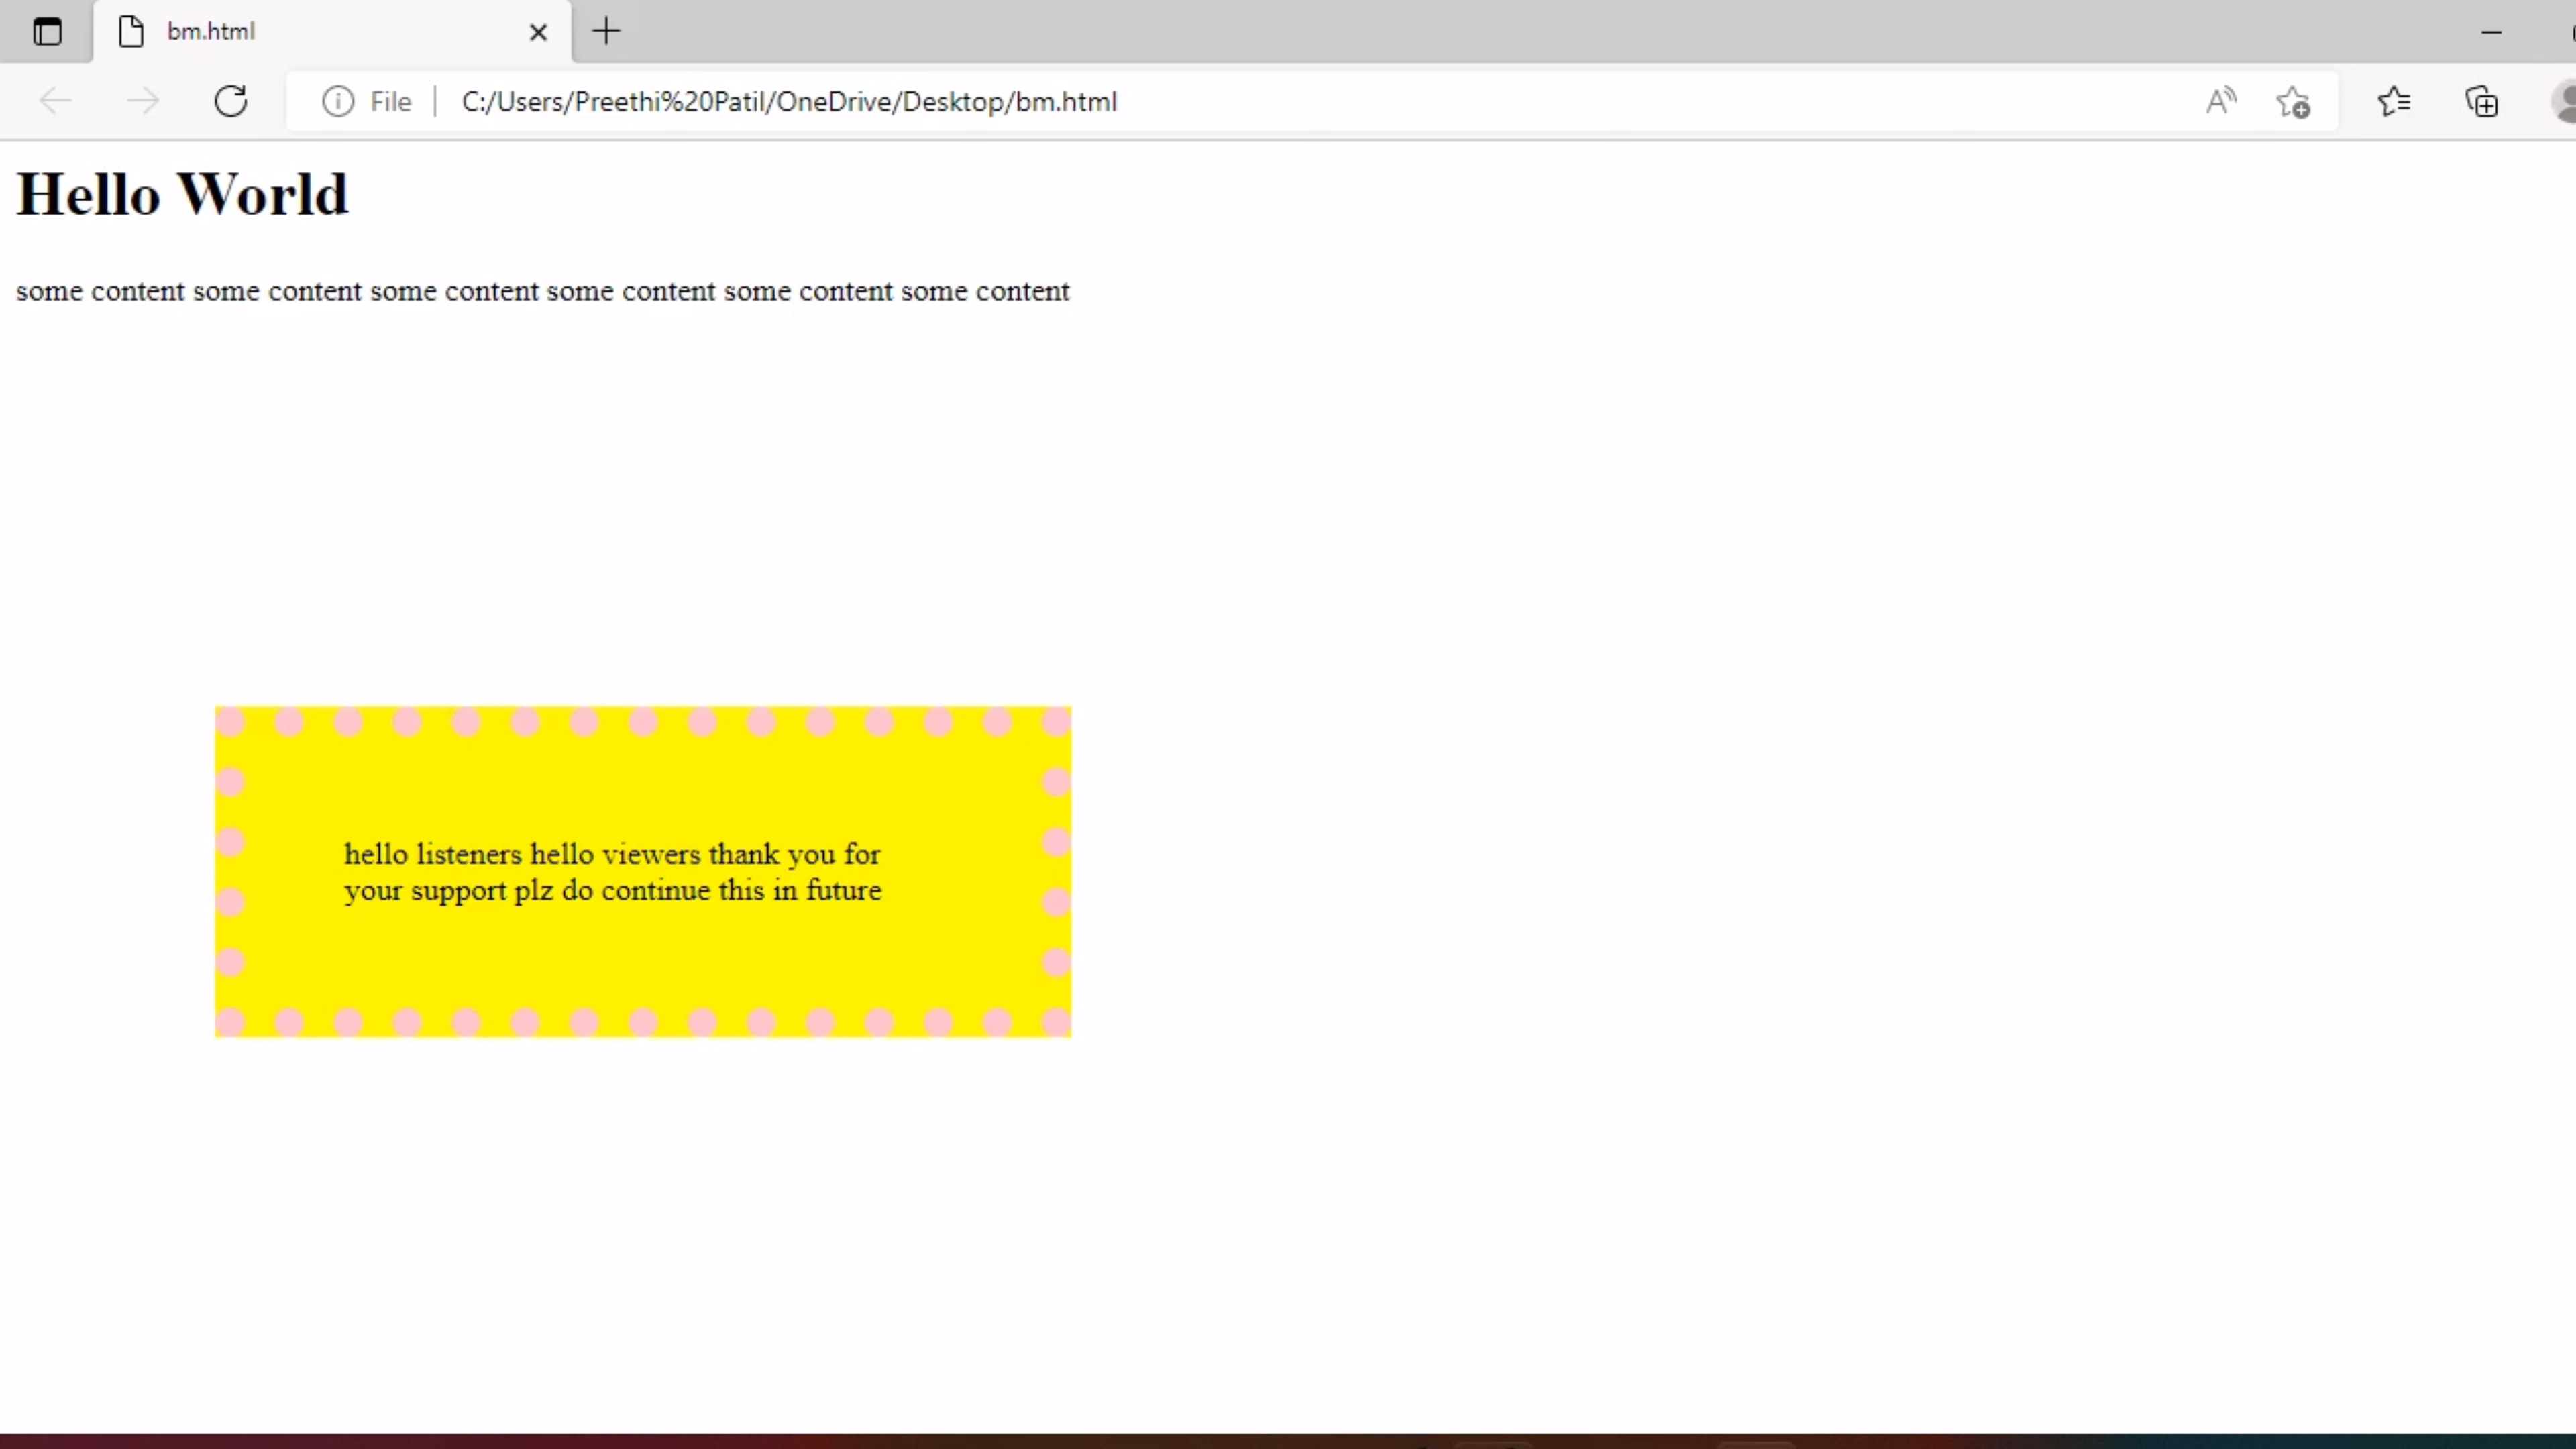 bm.html
File
C:/Users/Preethi%20Patil/OneDrive/Desktop/bm.html
Hello World
some content some content some content some content some content some content
hello listeners hello viewers thank you for
your support plz do continue this in future